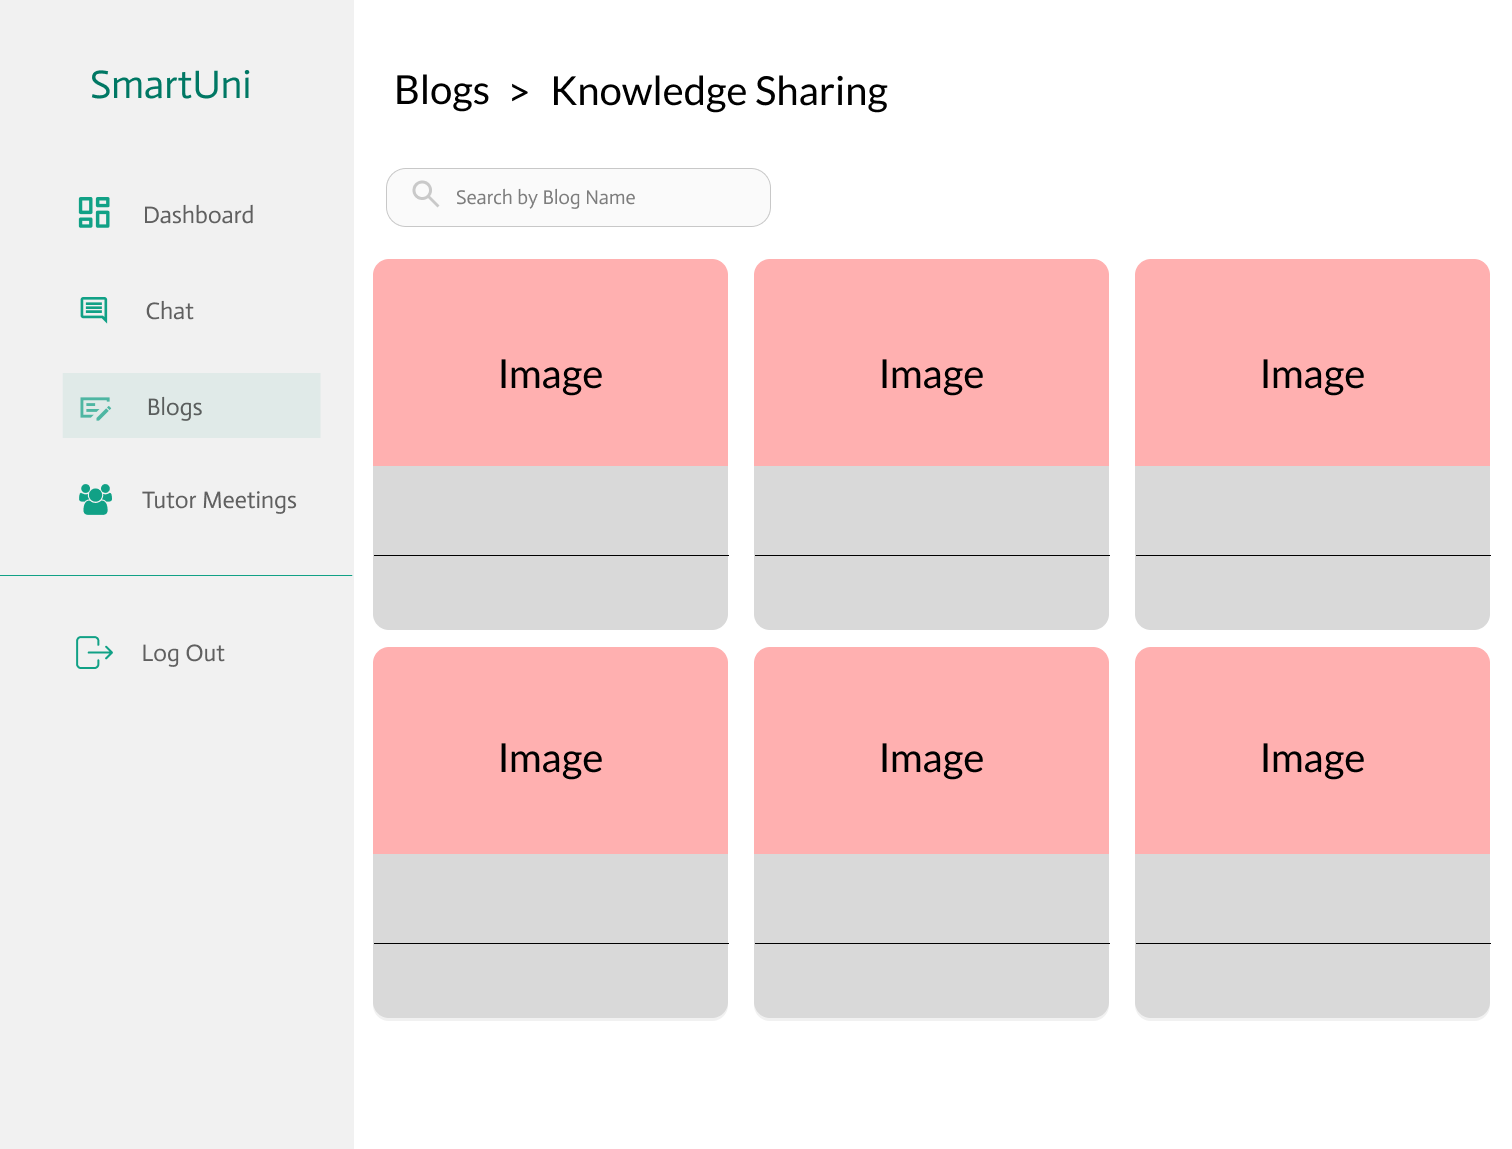 SmartUni
Dashboard
Chat
Blogs
Tutor Meetings
Log Out
Blogs > Knowledge Sharing
Search by Blog Name
Image
Image
Image
Image
Image
Image